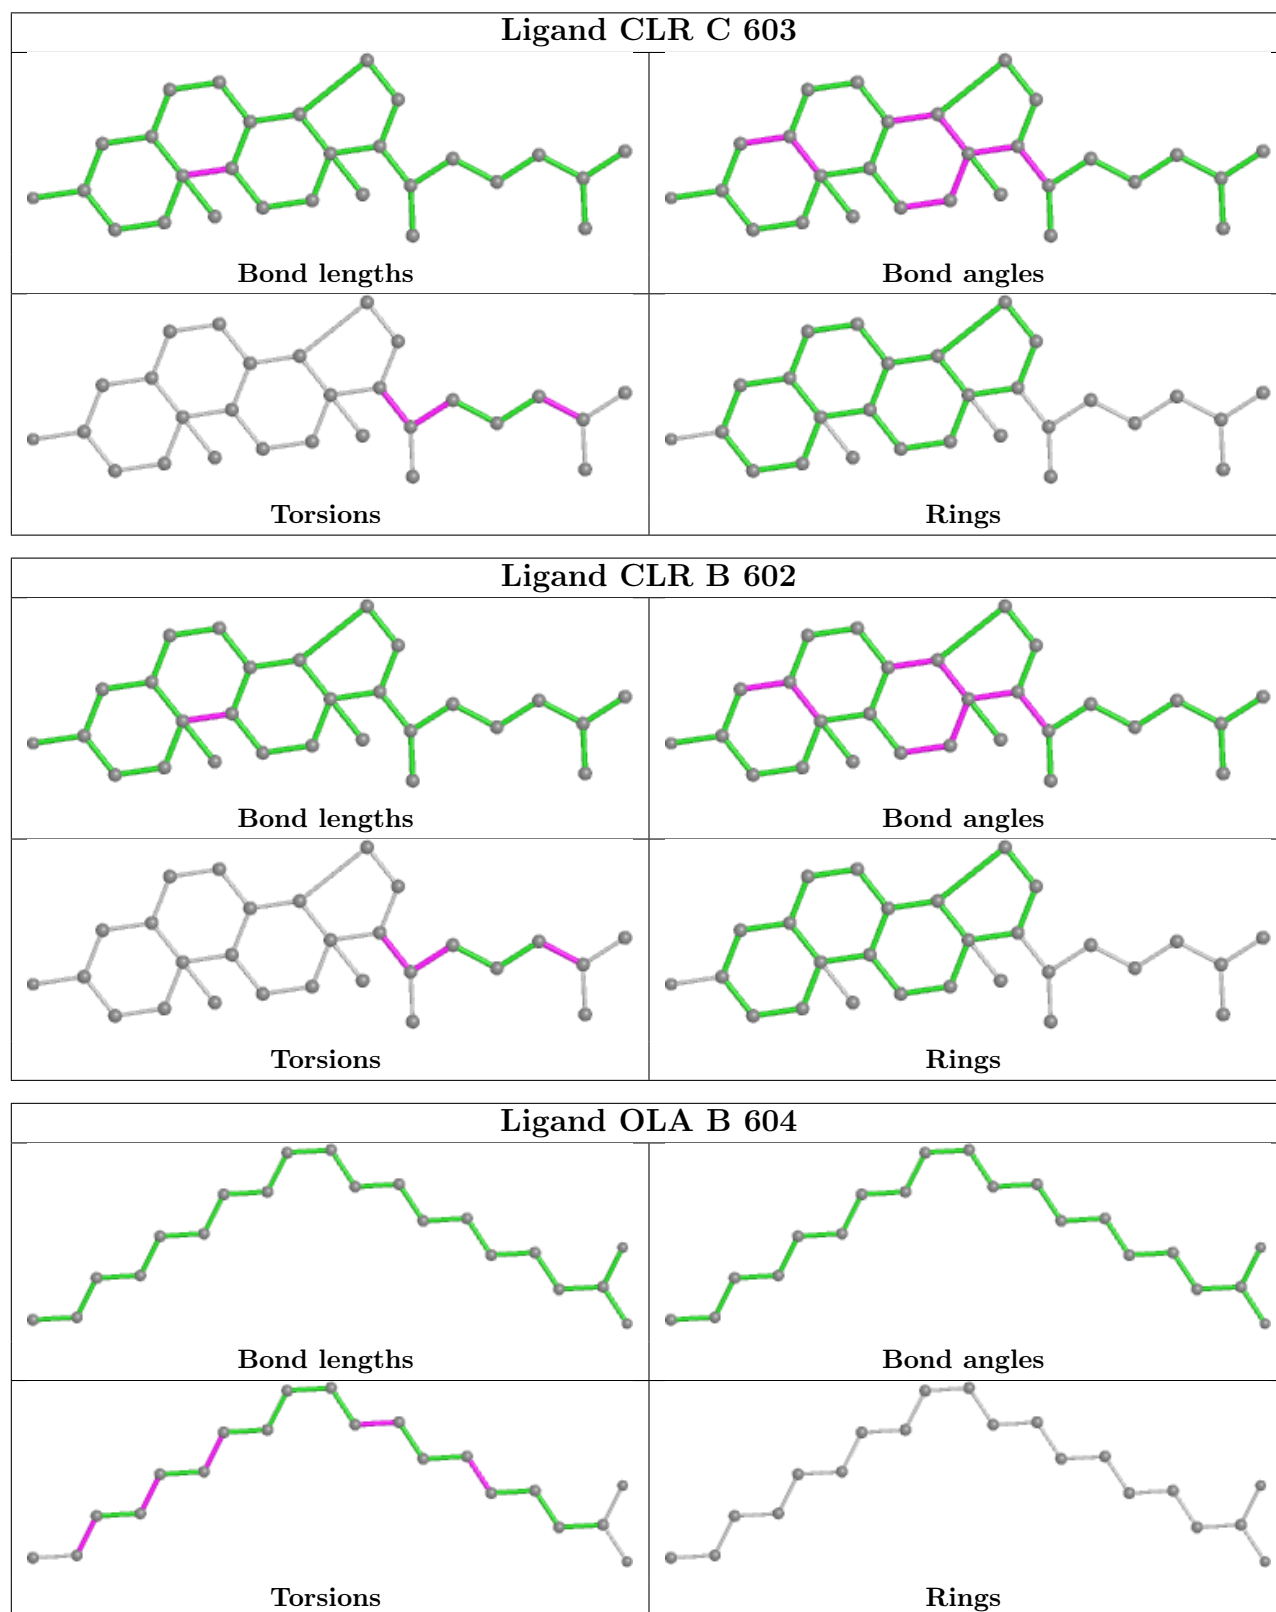 Ligand CLR C 603
Bond lengths
Bond angles
Torsions
Rings
Ligand CLR B 602
Bond lengths
Bond angles
Torsions
Rings
Ligand OLA B 604
Bond lengths
Bond angles
Torsions
Rings